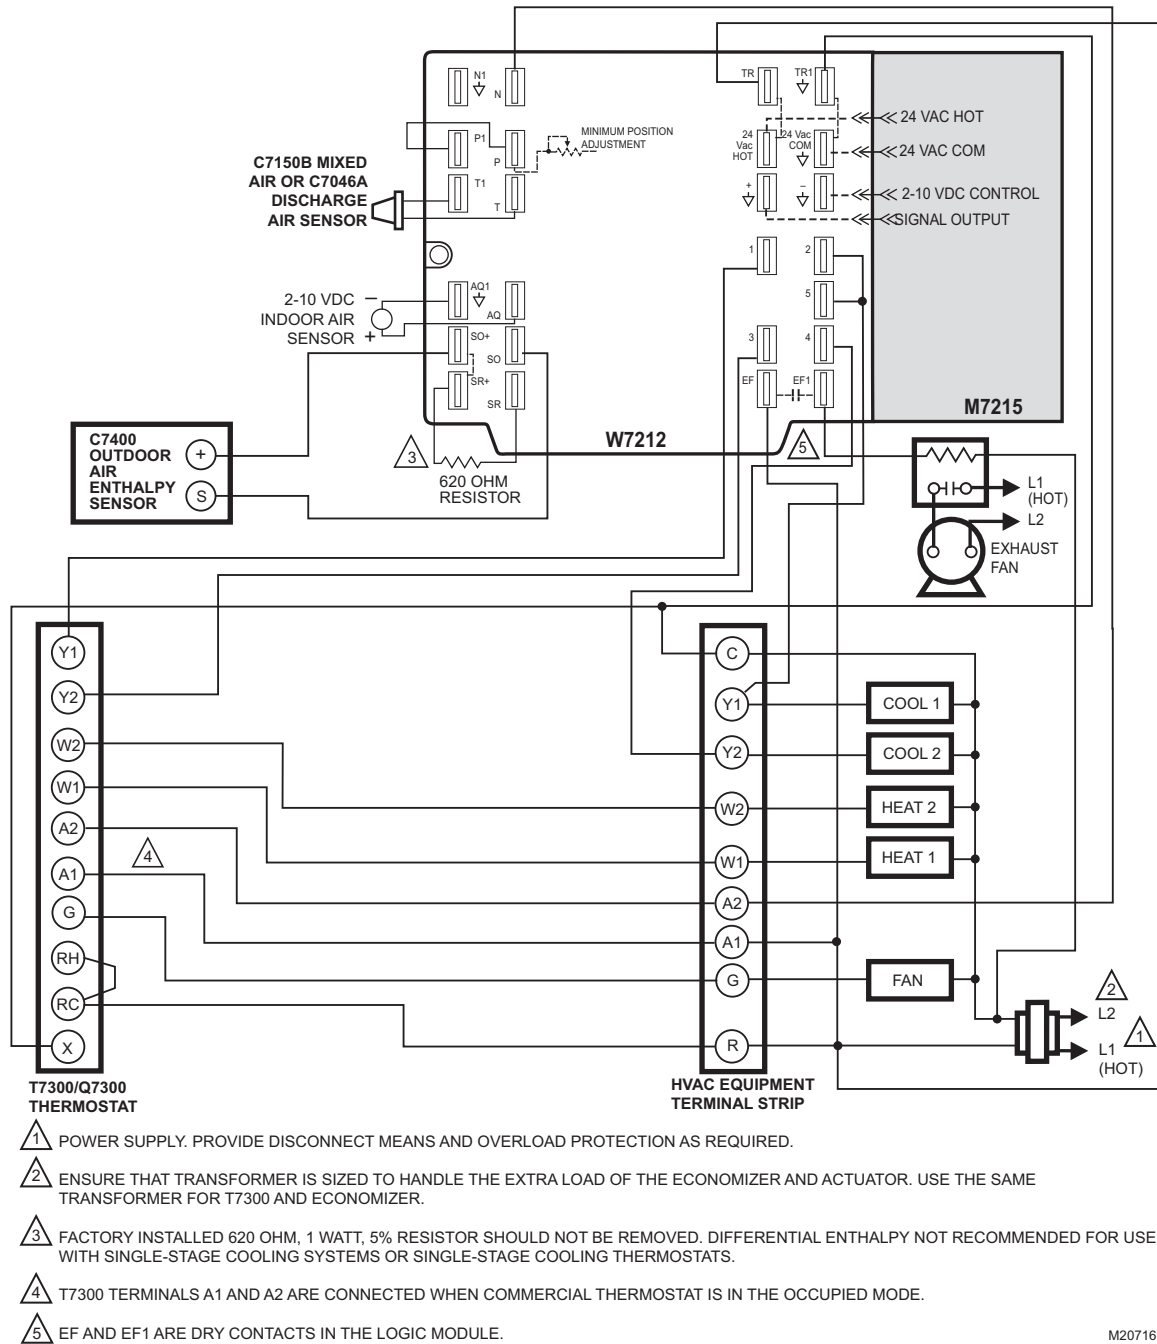 N1
N
TR
TR1
24 VAC HOT
P1
P
MINIMUM POSITION
ADJUSTMENT
24
Vac
HOT
24 Vac
COM
24 VAC COM
C7150B MIXED
AIR OR C7046A
DISCHARGE
AIR SENSOR
T1
T
+
–
2-10 VDC CONTROL
SIGNAL OUTPUT
1
2
2-10 VDC
INDOOR AIR
SENSOR
–
+
AQ1
AQ
5
SO+
SO
3
4
SR+
SR
EF
EF1
M7215
W7212
C7400
OUTDOOR
AIR
ENTHALPY
SENSOR
+
S
3
620 OHM
RESISTOR
5
L1
(HOT)
L2
EXHAUST
FAN
Y1
Y2
W2
W1
A2
4
A1
G
RH
RC
X
T7300/Q7300
THERMOSTAT
C
Y1
COOL 1
Y2
COOL 2
W2
HEAT 2
W1
HEAT 1
A2
A1
G
FAN
R
2
L2
1
L1
(HOT)
HVAC EQUIPMENT
TERMINAL STRIP
1 POWER SUPPLY. PROVIDE DISCONNECT MEANS AND OVERLOAD PROTECTION AS REQUIRED.
2 ENSURE THAT TRANSFORMER IS SIZED TO HANDLE THE EXTRA LOAD OF THE ECONOMIZER AND ACTUATOR. USE THE SAME
TRANSFORMER FOR T7300 AND ECONOMIZER.
3 FACTORY INSTALLED 620 OHM, 1 WATT, 5% RESISTOR SHOULD NOT BE REMOVED. DIFFERENTIAL ENTHALPY NOT RECOMMENDED FOR USE
WITH SINGLE-STAGE COOLING SYSTEMS OR SINGLE-STAGE COOLING THERMOSTATS.
4 T7300 TERMINALS A1 AND A2 ARE CONNECTED WHEN COMMERCIAL THERMOSTAT IS IN THE OCCUPIED MODE.
5 EF AND EF1 ARE DRY CONTACTS IN THE LOGIC MODULE.
M20716